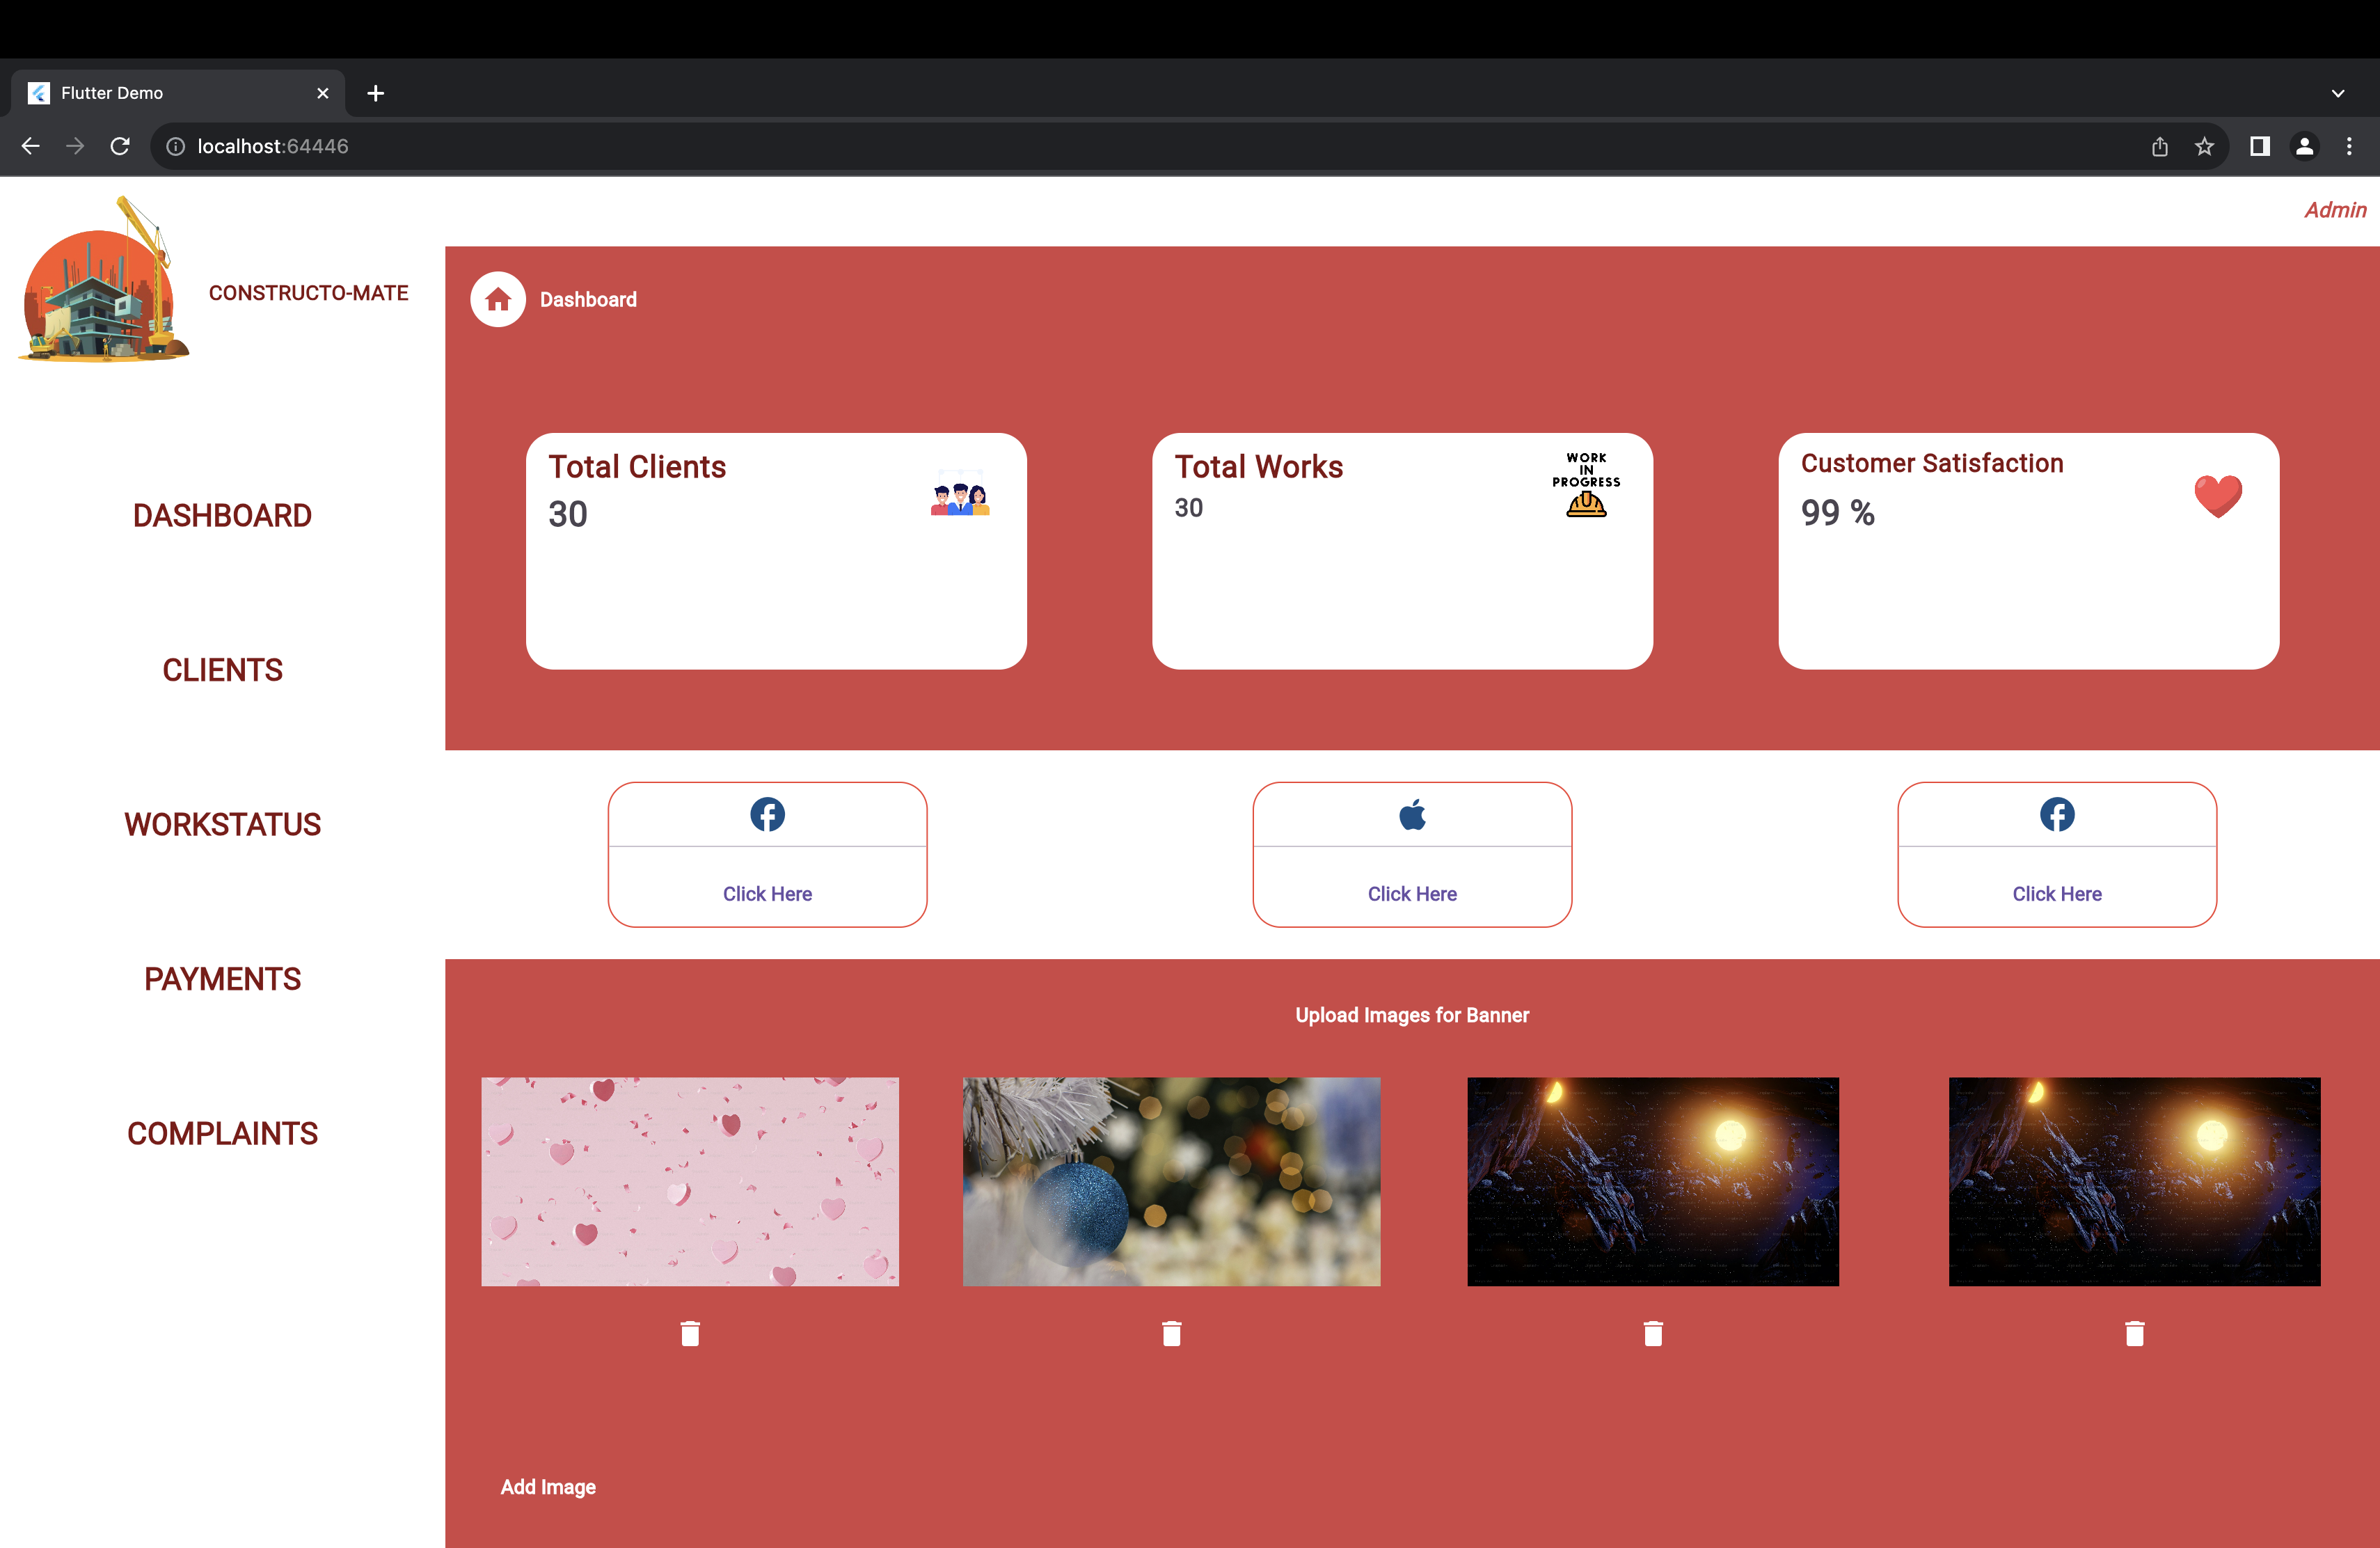 Flutter Demo
localhost:64446
Admin
CONSTRUCTO-MATE
Dashboard
DASHBOARD
CLIENTS
WORKSTATUS
PAYMENTS
COMPLAINTS
Total Clients
30
Total Works
30
WORK
IN
PROGRESS
Customer Satisfaction
99 %
Click Here
Click Here
Click Here
Upload Images for Banner
Add Image